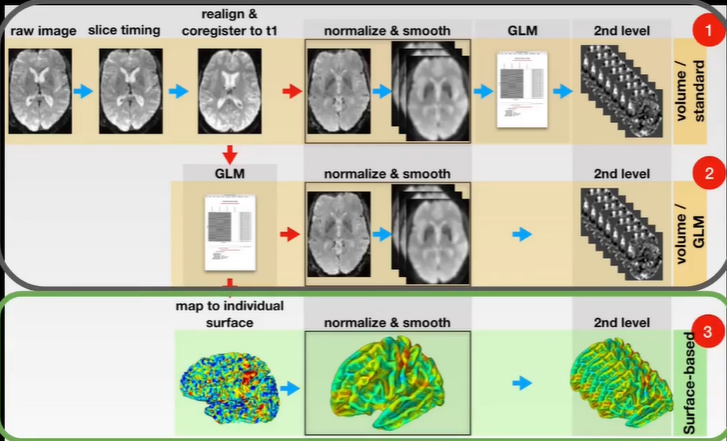 realign &
raw image slice timing coregister to t1 normalize & smooth GLM 2nd level 1
volume /
standard
GLM normalize & smooth 2nd level 2
volume /
GLM
map to individual
surface normalize & smooth 2nd level 3
Surface-based